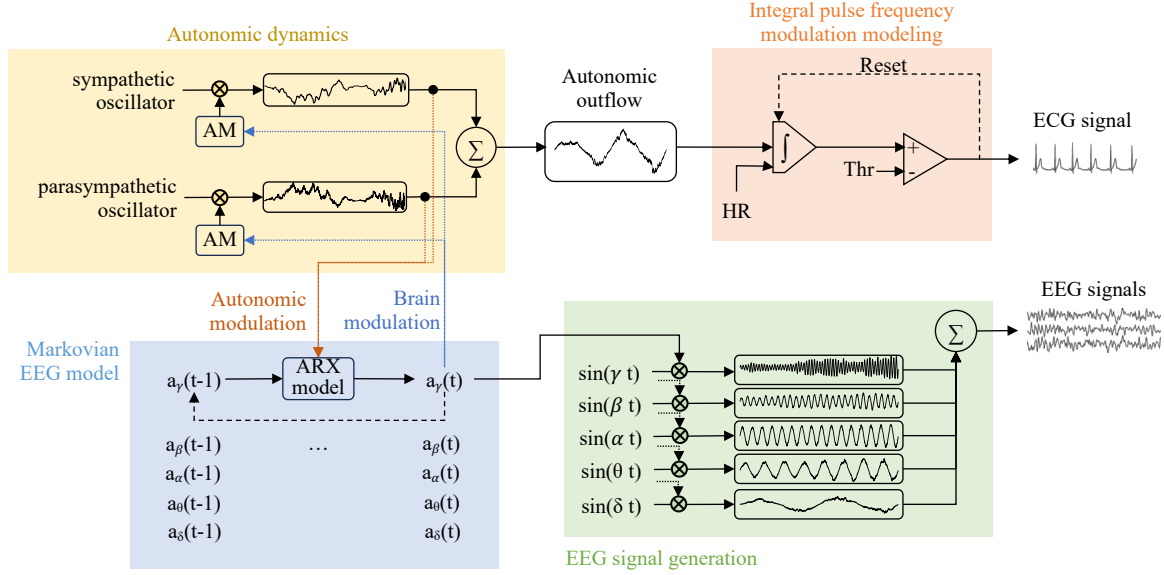 Autonomic dynamics
sympathetic
oscillator
AM
parasympathetic
oscillator
AM
∑
Autonomic
outflow
Integral pulse frequency
modulation modeling
Reset
∫
HR
Thr
+
-
ECG signal
Autonomic
modulation
Brain
modulation
Markovian
EEG model
a𝛾(t-1)
ARX
model
a𝛾(t)
a𝛽(t-1)
…
a𝛽(t)
a𝛼(t-1)
a𝛼(t)
aθ(t-1)
aθ(t)
a𝛿(t-1)
a𝛿(t)
sin(𝛾 t)
sin(𝛽 t)
sin(𝛼 t)
sin(θ t)
sin(𝛿 t)
∑
EEG signals
EEG signal generation